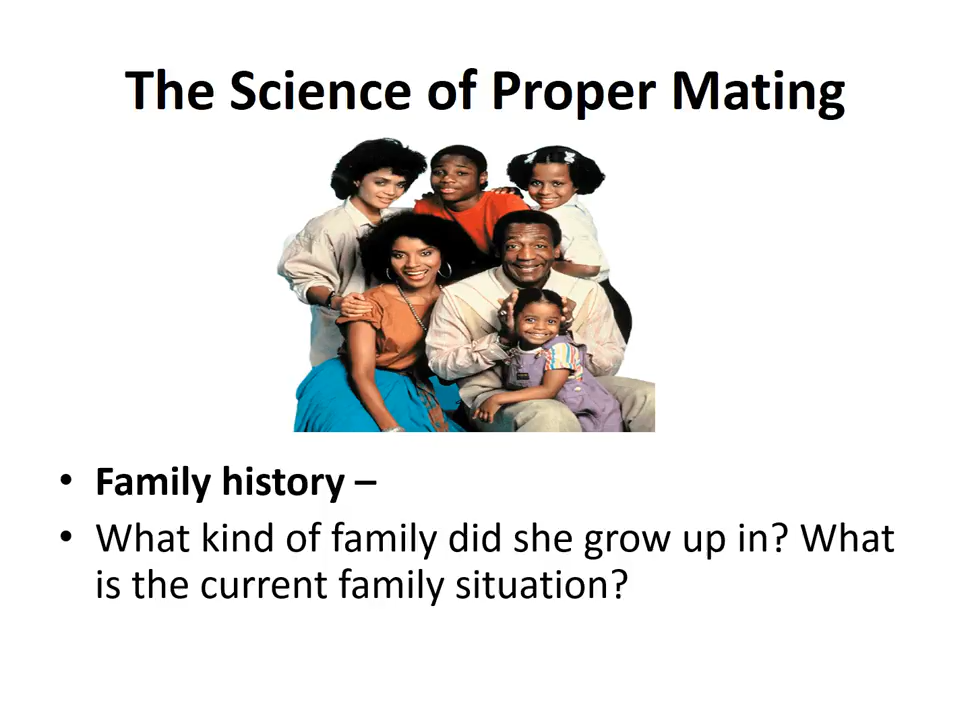 The Science of Proper Mating
• Family history –
• What kind of family did she grow up in? What
is the current family situation?